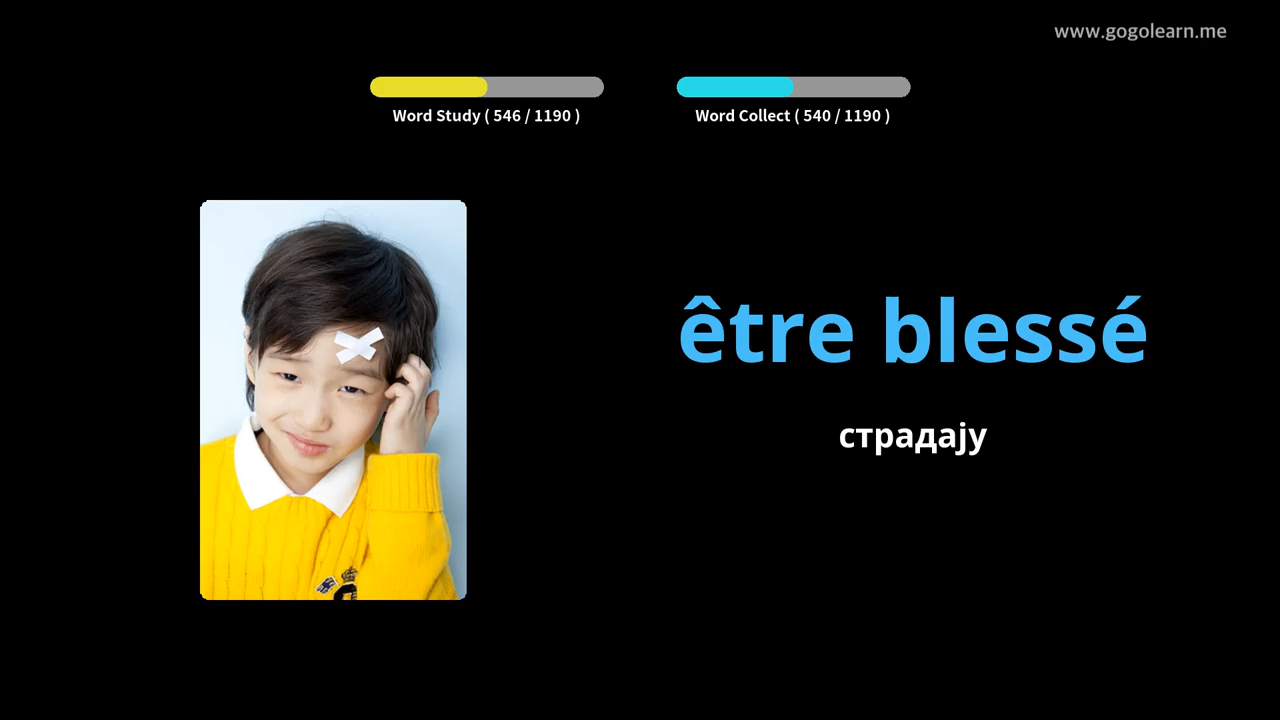 www.gogolearn.me
Word Study ( 546 / 1190 )
Word Collect ( 540 / 1190 )
être blessé
страдају